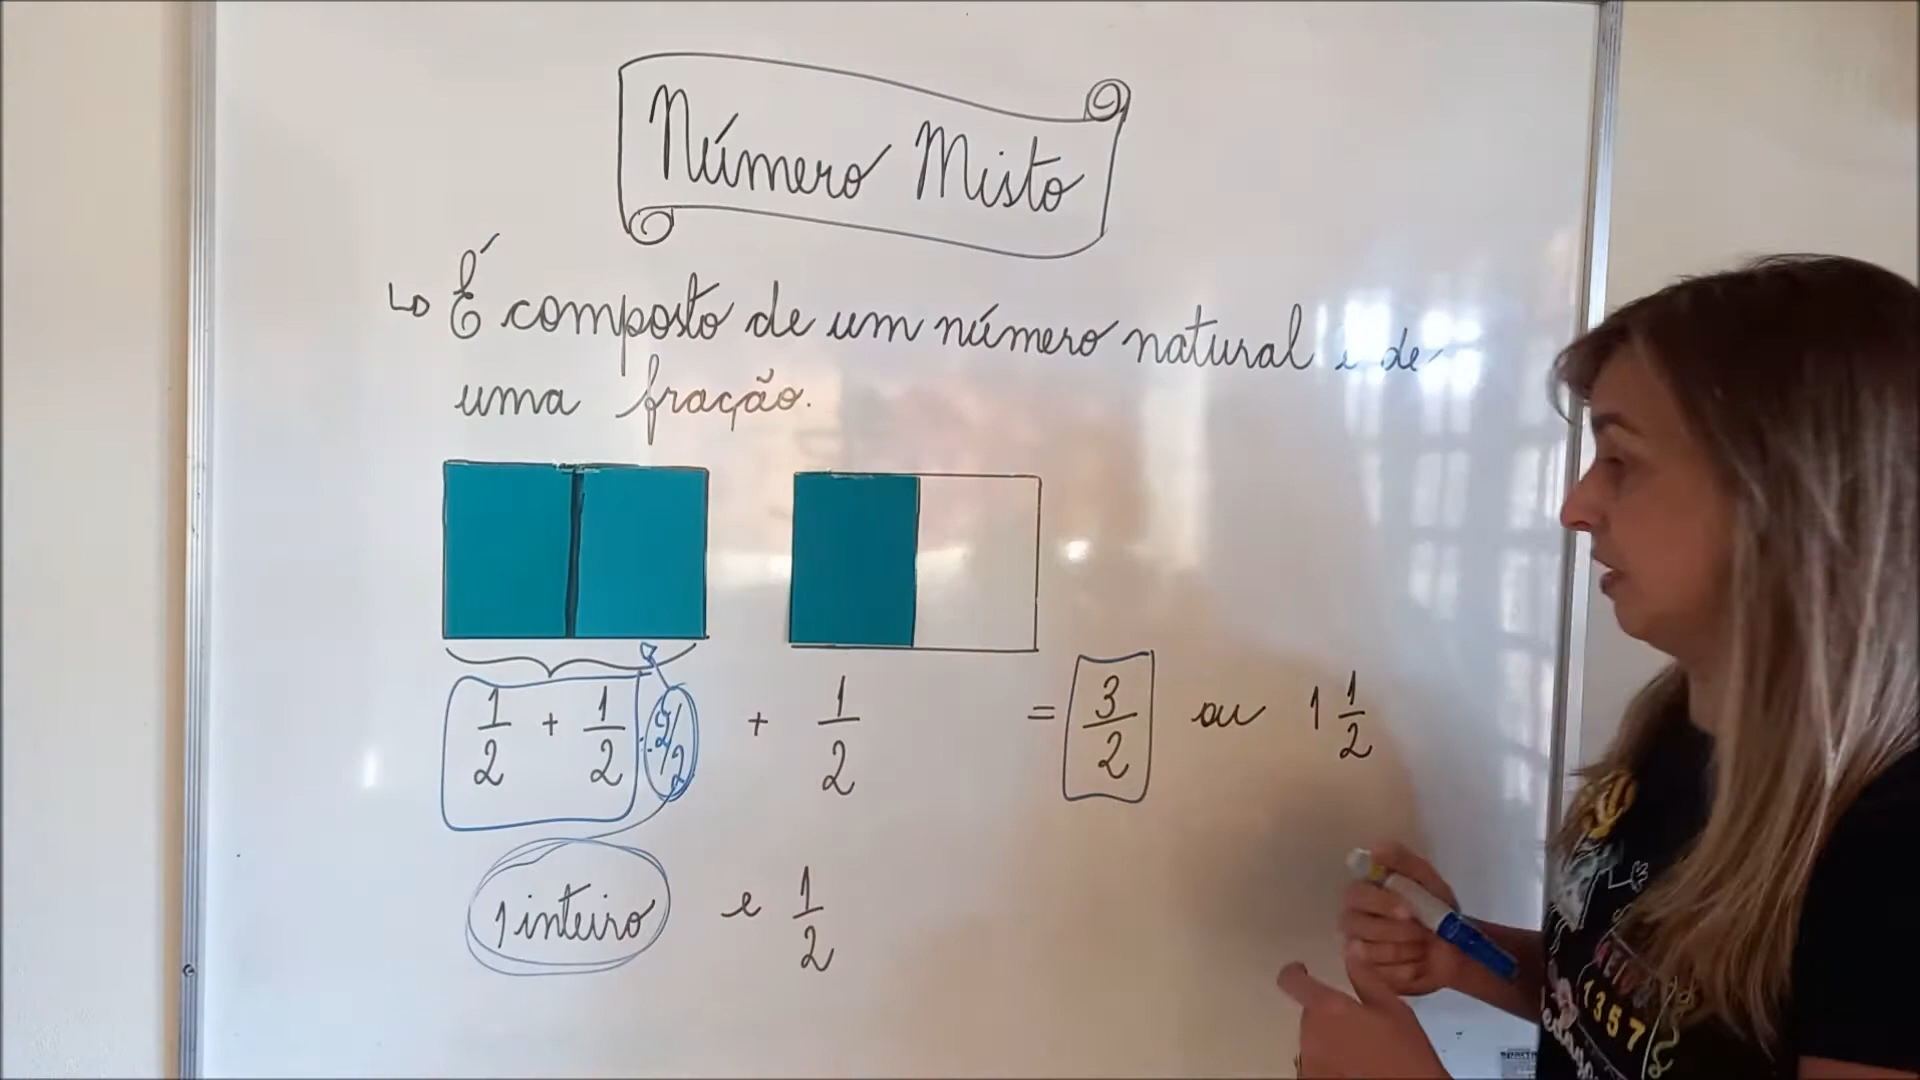 Número Misto
↳ É composto de um número natural e de
uma fração.
1/2 + 1/2 = 2/2 + 1/2 = 3/2 ou 1 1/2
1 inteiro e 1/2
1357